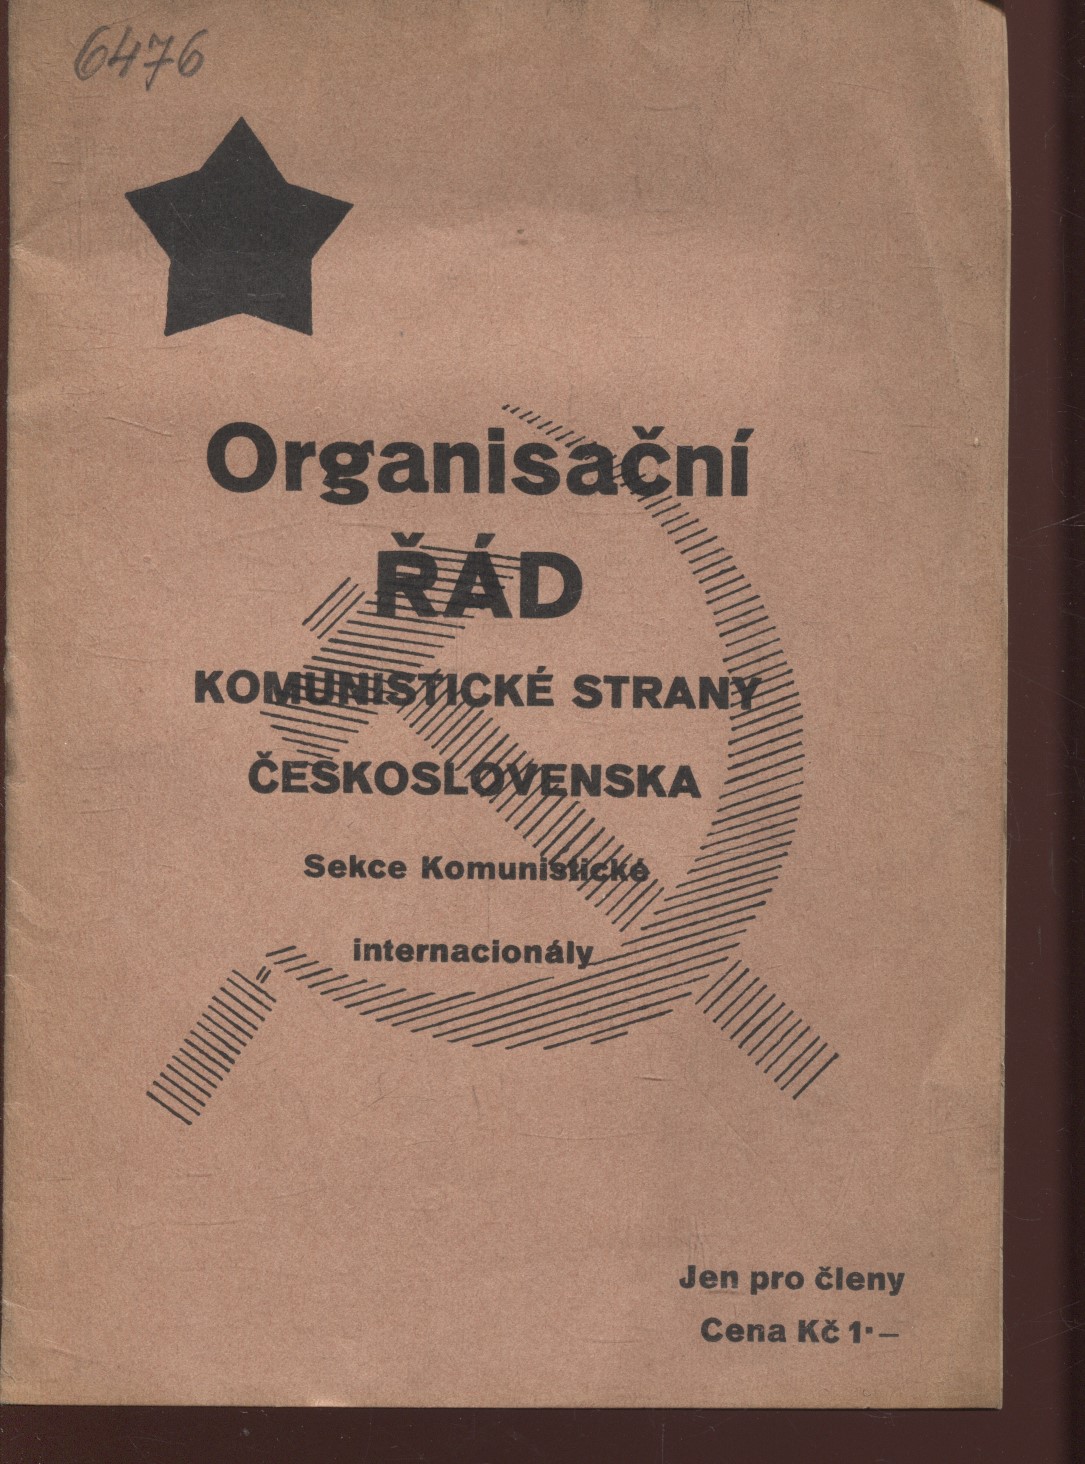 6476
Organisační
ŘÁD
KOMUNISTICKÉ STRANY
ČESKOSLOVENSKA
Sekce Komunistické
internacionály
Jen pro členy
Cena Kč 1·—